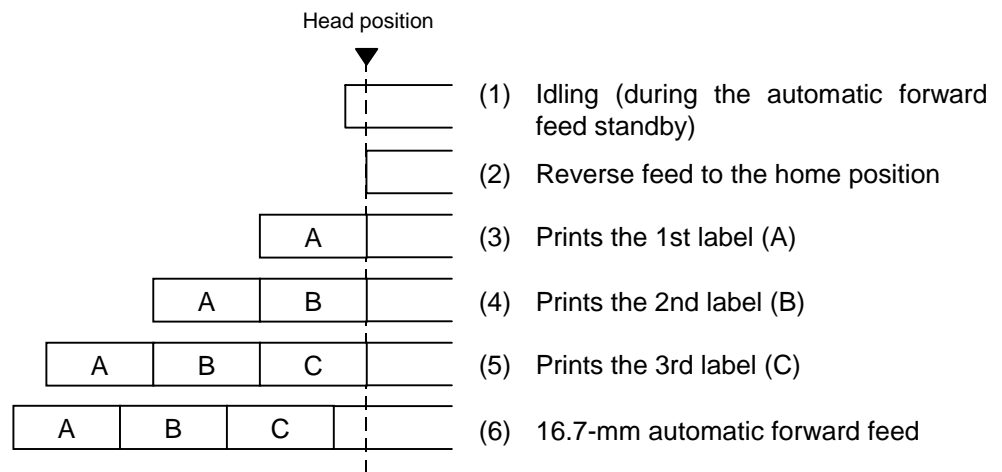 Head position
(1) Idling (during the automatic forward
feed standby)
(2) Reverse feed to the home position
A
(3) Prints the 1st label (A)
A B
(4) Prints the 2nd label (B)
A B C
(5) Prints the 3rd label (C)
A B C
(6) 16.7-mm automatic forward feed